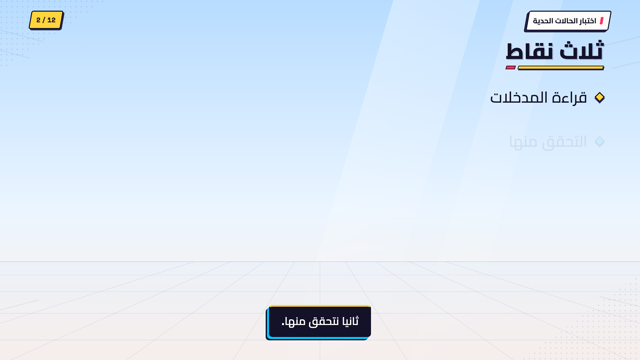 اختبار الحالات الحدية
2 / 12
ثلاث نقاط
قراءة المدخلات
التحقق منها
ثانيا نتحقق منها.